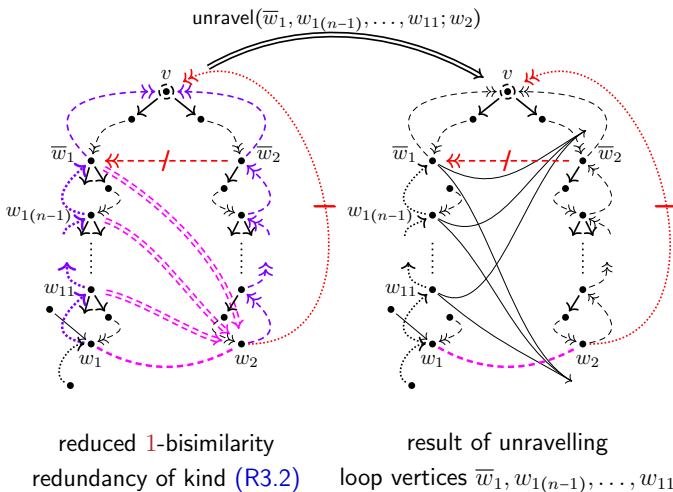 unravel(w̅₁, w₁₍ₙ₋₁₎, . . . , w₁₁; w₂)
v
v
w̅₁
w̅₂
w̅₁
w̅₂
w₁₍ₙ₋₁₎
w₁₍ₙ₋₁₎
w₁₁
w₁₁
w₁
w₂
w₁
w₂
reduced 1-bisimilarity
redundancy of kind (R3.2)
result of unravelling
loop vertices w̅₁, w₁₍ₙ₋₁₎, . . . , w₁₁